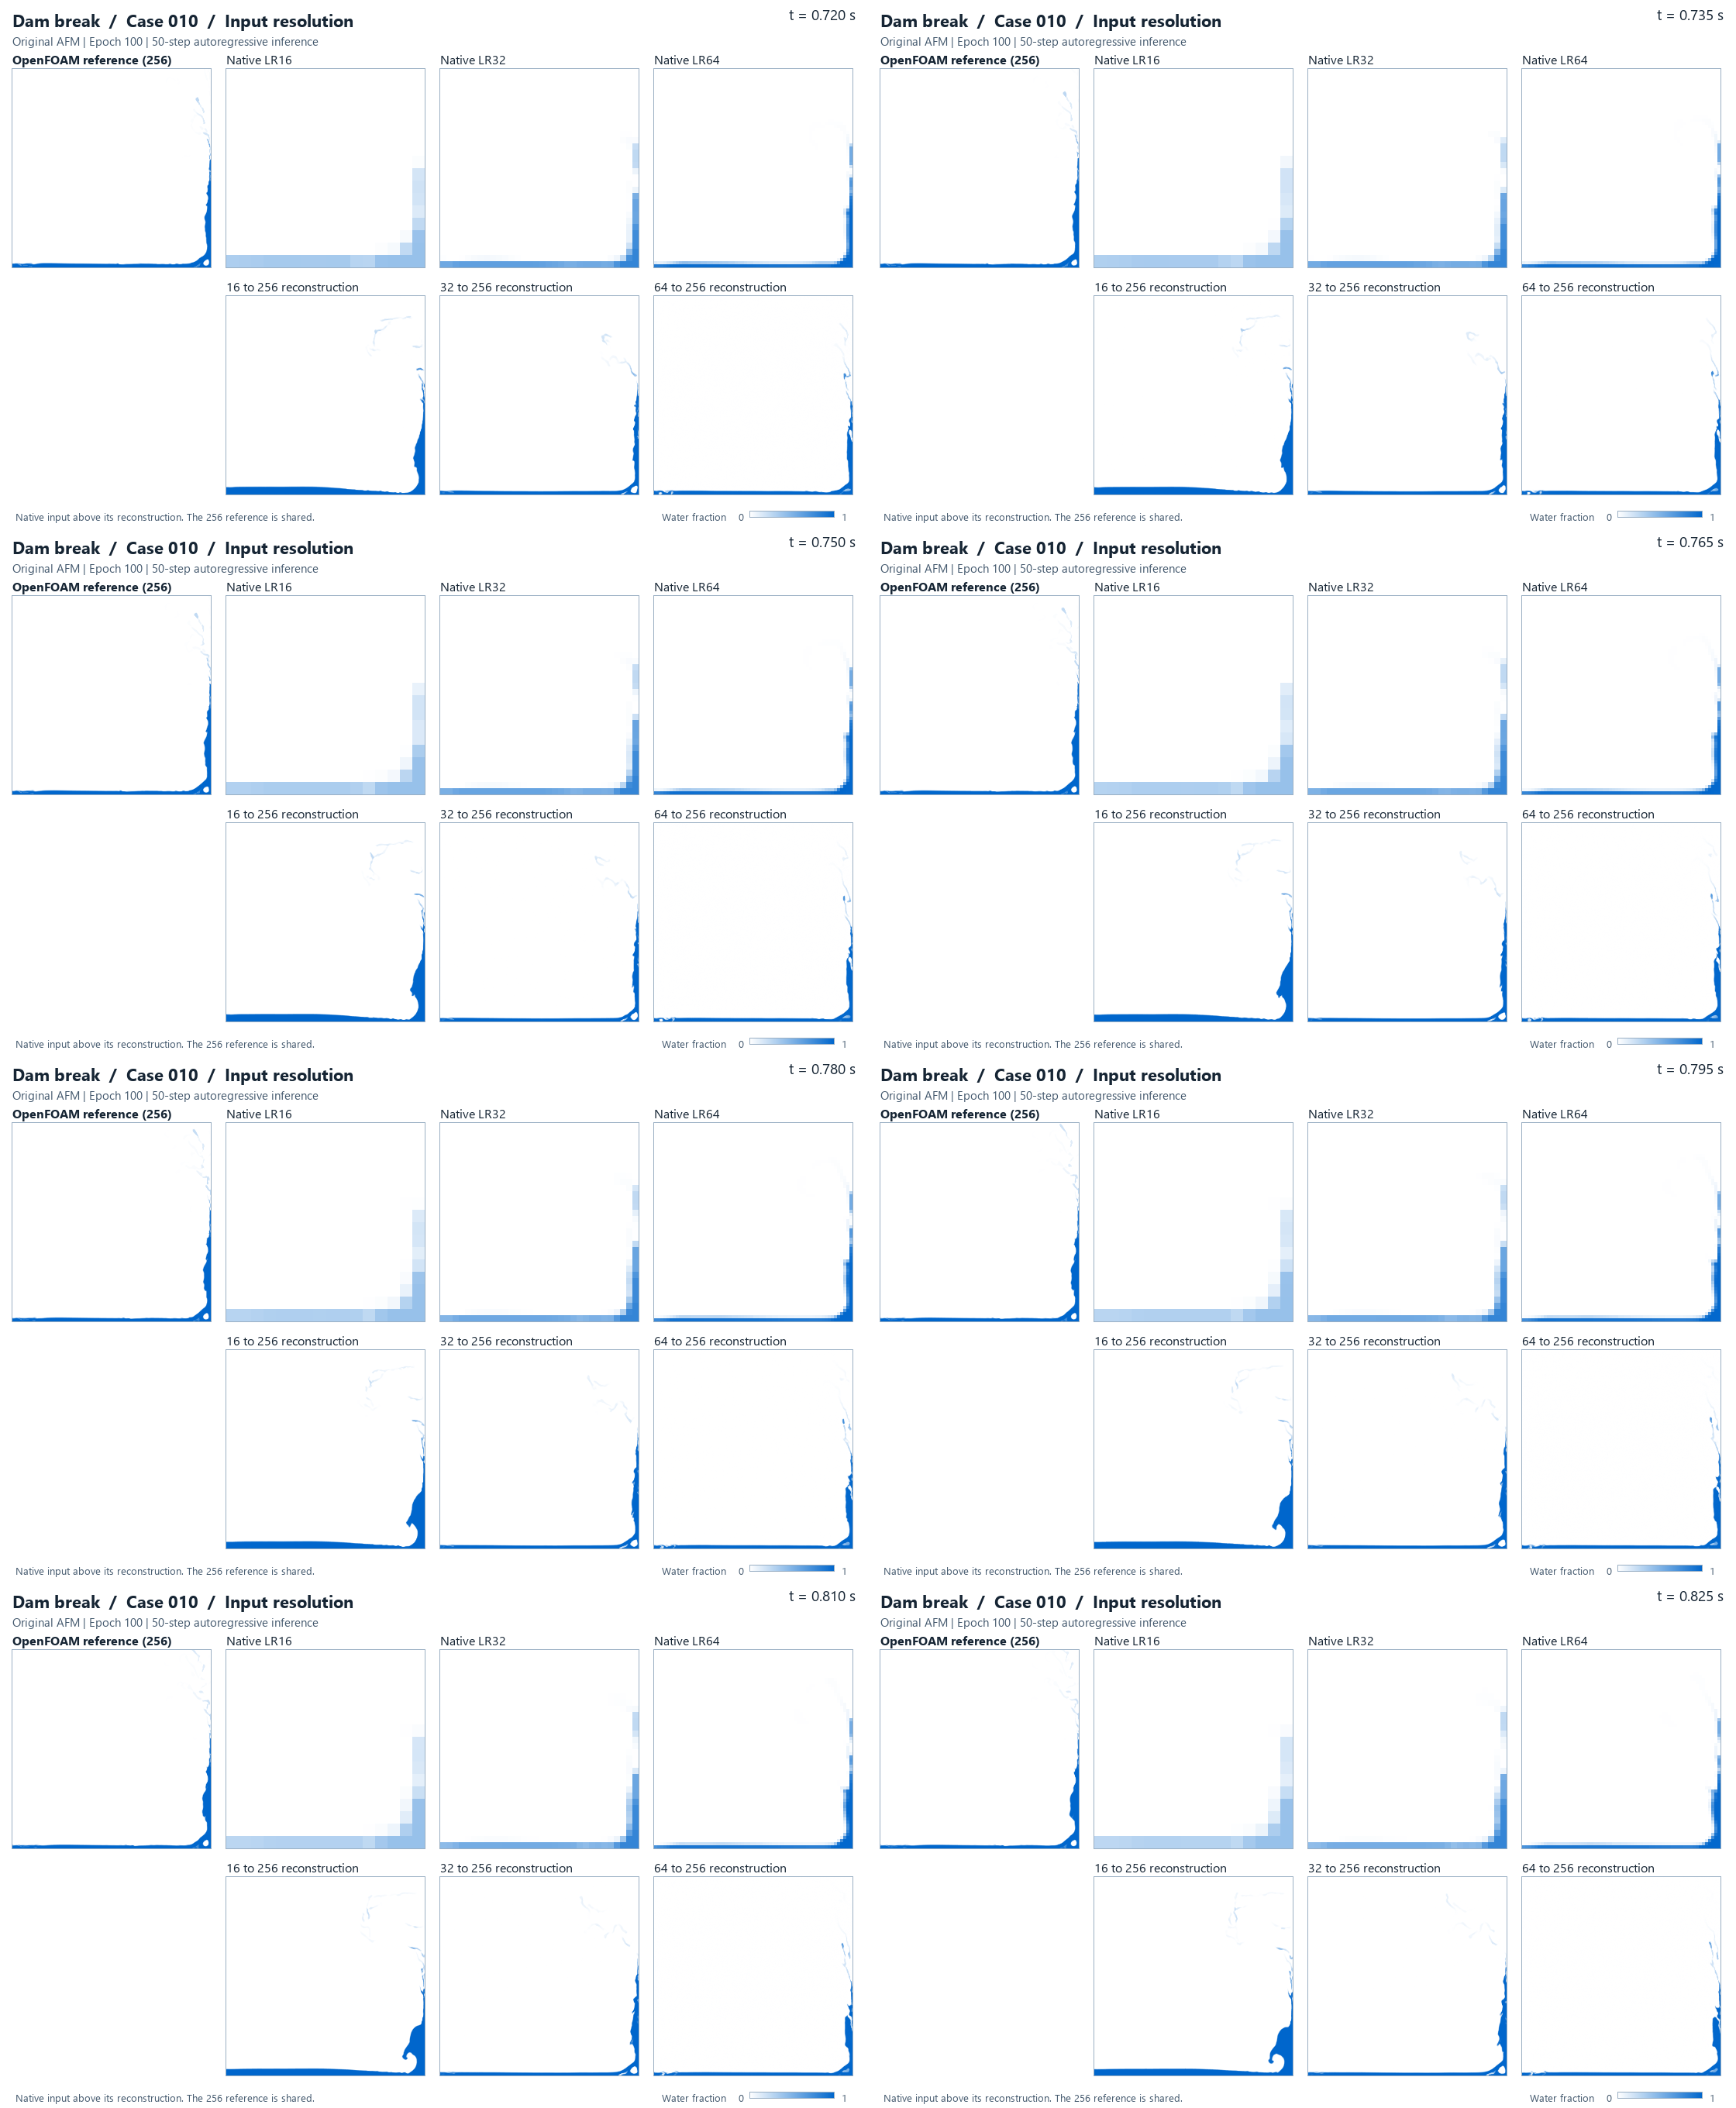 Dam break / Case 010 / Input resolution
t = 0.720 s
Original AFM | Epoch 100 | 50-step autoregressive inference
OpenFOAM reference (256)
Native LR16
Native LR32
Native LR64
16 to 256 reconstruction
32 to 256 reconstruction
64 to 256 reconstruction
Native input above its reconstruction. The 256 reference is shared.
Water fraction 0 1
Dam break / Case 010 / Input resolution
t = 0.735 s
Original AFM | Epoch 100 | 50-step autoregressive inference
OpenFOAM reference (256)
Native LR16
Native LR32
Native LR64
16 to 256 reconstruction
32 to 256 reconstruction
64 to 256 reconstruction
Native input above its reconstruction. The 256 reference is shared.
Water fraction 0 1
Dam break / Case 010 / Input resolution
t = 0.750 s
Original AFM | Epoch 100 | 50-step autoregressive inference
OpenFOAM reference (256)
Native LR16
Native LR32
Native LR64
16 to 256 reconstruction
32 to 256 reconstruction
64 to 256 reconstruction
Native input above its reconstruction. The 256 reference is shared.
Water fraction 0 1
Dam break / Case 010 / Input resolution
t = 0.765 s
Original AFM | Epoch 100 | 50-step autoregressive inference
OpenFOAM reference (256)
Native LR16
Native LR32
Native LR64
16 to 256 reconstruction
32 to 256 reconstruction
64 to 256 reconstruction
Native input above its reconstruction. The 256 reference is shared.
Water fraction 0 1
Dam break / Case 010 / Input resolution
t = 0.780 s
Original AFM | Epoch 100 | 50-step autoregressive inference
OpenFOAM reference (256)
Native LR16
Native LR32
Native LR64
16 to 256 reconstruction
32 to 256 reconstruction
64 to 256 reconstruction
Native input above its reconstruction. The 256 reference is shared.
Water fraction 0 1
Dam break / Case 010 / Input resolution
t = 0.795 s
Original AFM | Epoch 100 | 50-step autoregressive inference
OpenFOAM reference (256)
Native LR16
Native LR32
Native LR64
16 to 256 reconstruction
32 to 256 reconstruction
64 to 256 reconstruction
Native input above its reconstruction. The 256 reference is shared.
Water fraction 0 1
Dam break / Case 010 / Input resolution
t = 0.810 s
Original AFM | Epoch 100 | 50-step autoregressive inference
OpenFOAM reference (256)
Native LR16
Native LR32
Native LR64
16 to 256 reconstruction
32 to 256 reconstruction
64 to 256 reconstruction
Native input above its reconstruction. The 256 reference is shared.
Water fraction 0 1
Dam break / Case 010 / Input resolution
t = 0.825 s
Original AFM | Epoch 100 | 50-step autoregressive inference
OpenFOAM reference (256)
Native LR16
Native LR32
Native LR64
16 to 256 reconstruction
32 to 256 reconstruction
64 to 256 reconstruction
Native input above its reconstruction. The 256 reference is shared.
Water fraction 0 1